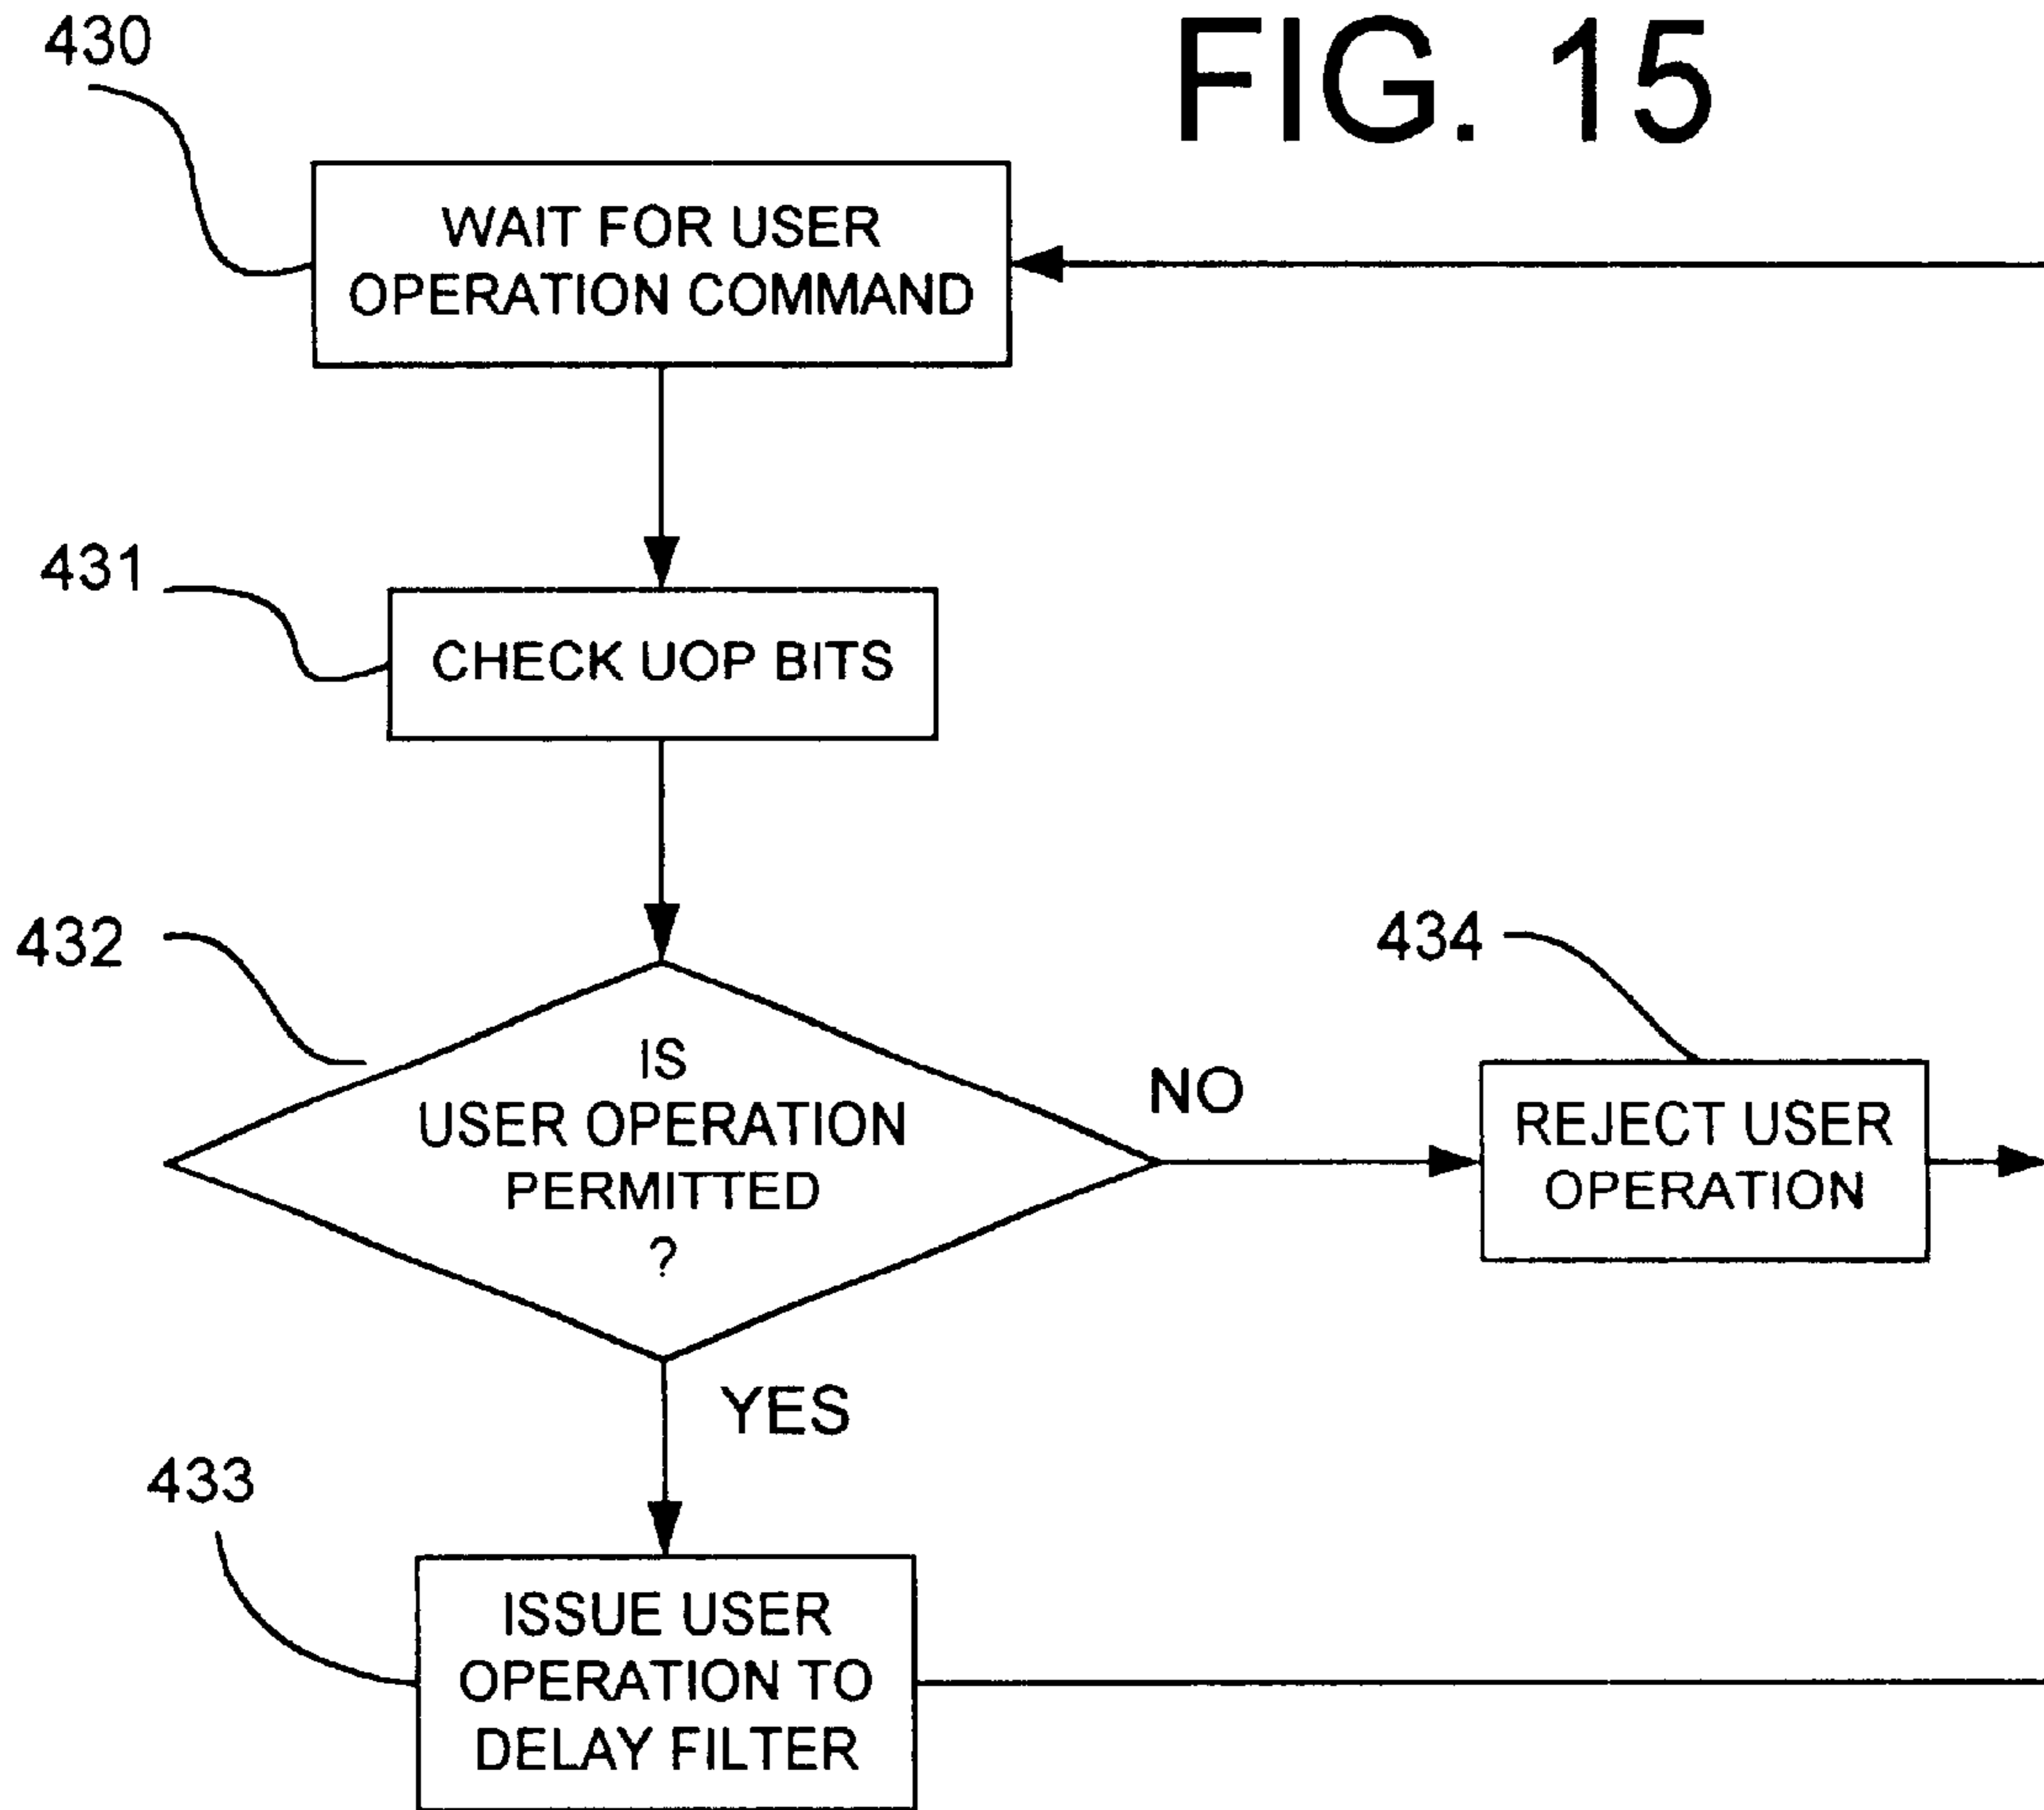 FIG. 15
430
WAIT FOR USER
OPERATION COMMAND
431
CHECK UOP BITS
432
IS
USER OPERATION
PERMITTED
?
NO
434
REJECT USER
OPERATION
YES
433
ISSUE USER
OPERATION TO
DELAY FILTER